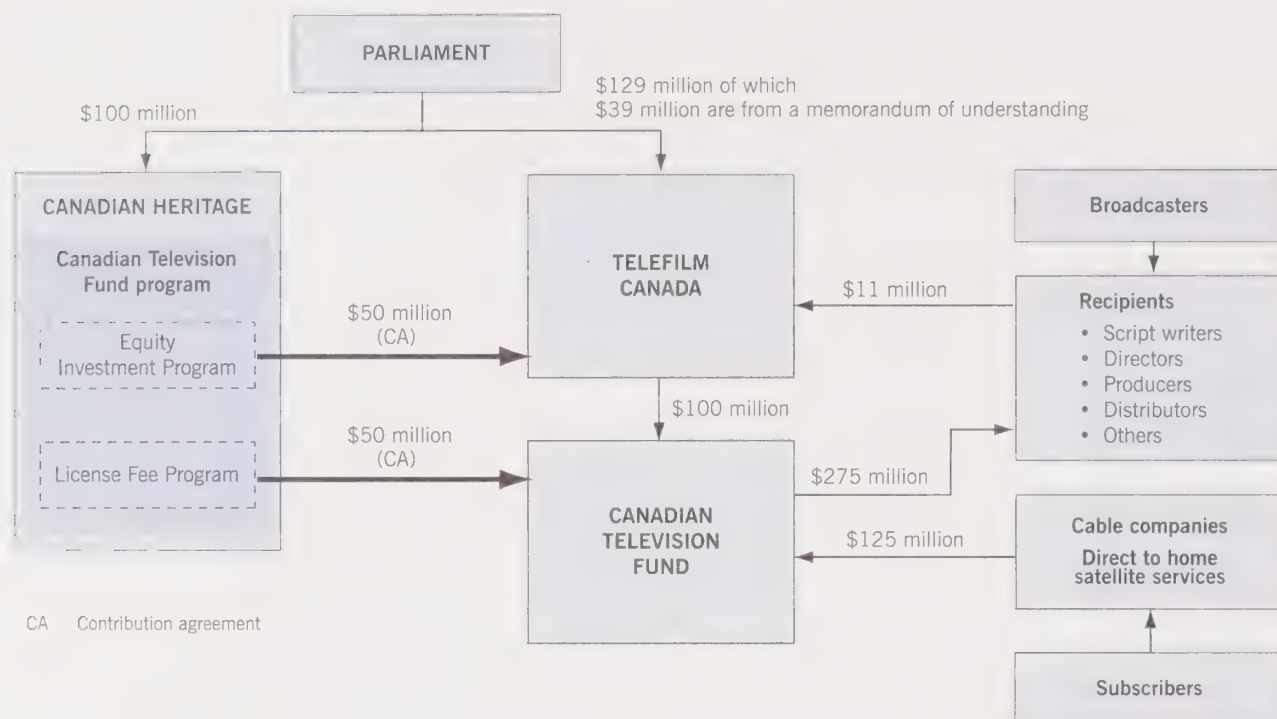 PARLIAMENT
$129 million of which
$39 million are from a memorandum of understanding
$100 million
CANADIAN HERITAGE
Canadian Television
Fund program
Equity
Investment Program
License Fee Program
$50 million
(CA)
$50 million
(CA)
TELEFILM
CANADA
$100 million
CANADIAN
TELEVISION
FUND
$11 million
$275 million
$125 million
Broadcasters
Recipients
• Script writers
• Directors
• Producers
• Distributors
• Others
Cable companies
Direct to home
satellite services
Subscribers
CA Contribution agreement